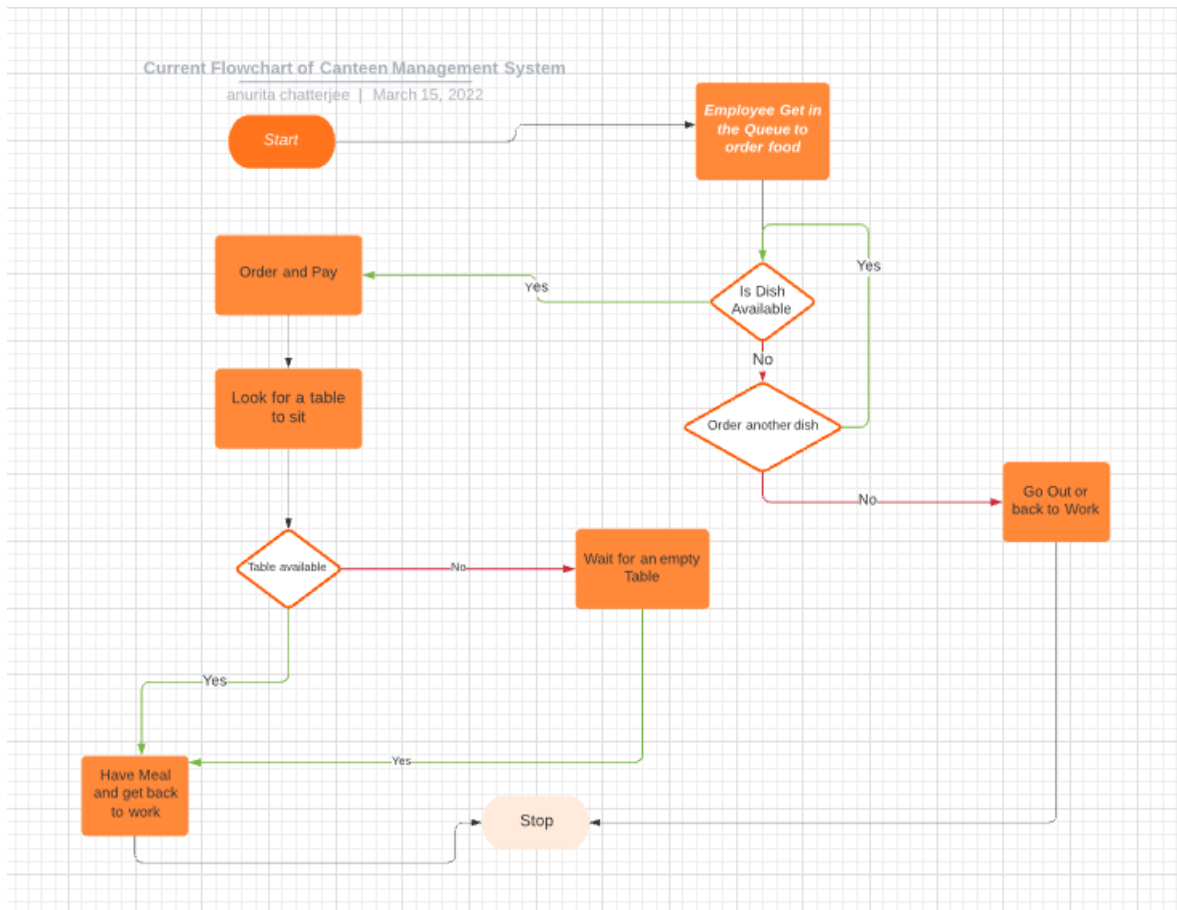 Current Flowchart of Canteen Management System
anurita chatterjee | March 15, 2022
Start
Employee Get in
the Queue to
order food
Order and Pay
Yes
Is Dish
Available
Yes
No
Look for a table
to sit
Order another dish
No
Go Out or
back to Work
Table available
No
Wait for an empty
Table
Yes
Yes
Have Meal
and get back
to work
Stop